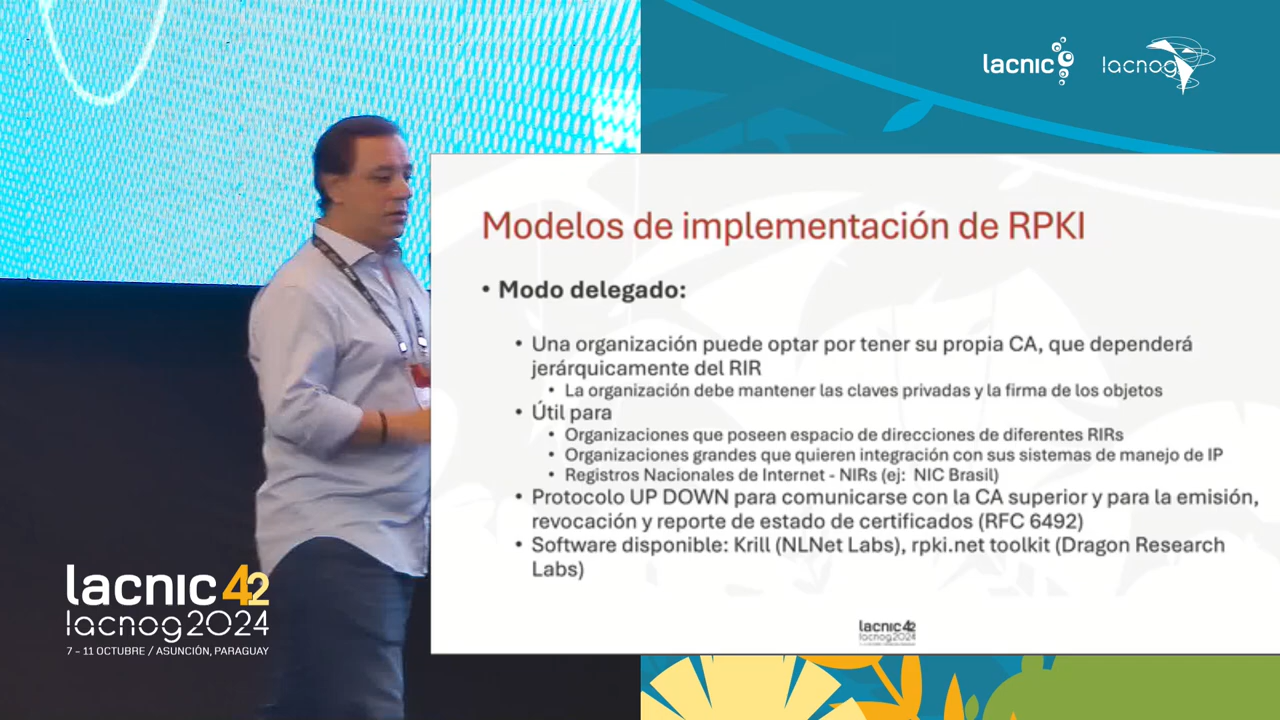 lacnic
lacnog
Modelos de implementación de RPKI
• Modo delegado:
• Una organización puede optar por tener su propia CA, que dependerá
jerárquicamente del RIR
• La organización debe mantener las claves privadas y la firma de los objetos
• Útil para
• Organizaciones que poseen espacio de direcciones de diferentes RIRs
• Organizaciones grandes que quieren integración con sus sistemas de manejo de IP
• Registros Nacionales de Internet - NIRs (ej: NIC Brasil)
• Protocolo UP DOWN para comunicarse con la CA superior y para la emisión,
revocación y reporte de estado de certificados (RFC 6492)
• Software disponible: Krill (NLNet Labs), rpki.net toolkit (Dragon Research
Labs)
lacnic 42
lacnog2024
lacnic 42
lacnog2024
7 - 11 OCTUBRE / ASUNCIÓN, PARAGUAY